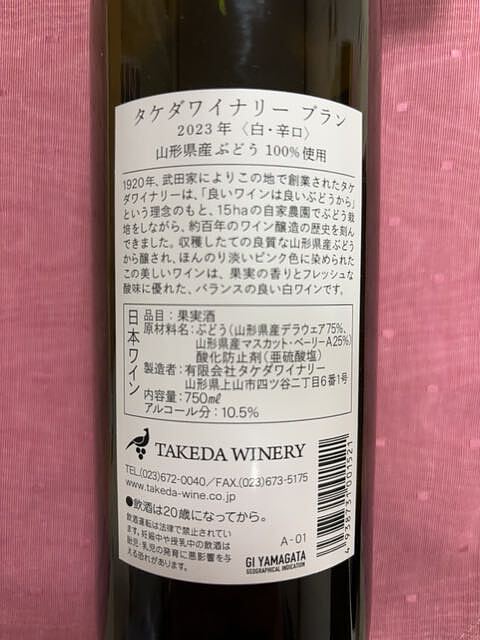 タケダワイナリー ブラン
2023年〈白・辛口〉
山形県産ぶどう100%使用
1920年、武田家によりこの地で創業されたタケ
ダワイナリーは、「良いワインは良いぶどうから」
という理念のもと、15haの自家農園でぶどう栽
培をしながら、約百年のワイン醸造の歴史を刻ん
できました。収穫したての良質な山形県産ぶどう
から醸され、ほんのり淡いピンク色に染められた
この美しいワインは、果実の香りとフレッシュな
酸味に優れた、バランスの良い白ワインです。
日本ワイン
品目：果実酒
原材料名：ぶどう(山形県産デラウェア75%、
山形県産マスカット・ベーリーA25%)
酸化防止剤(亜硫酸塩)
製造者：有限会社タケダワイナリー
山形県上山市四ツ谷二丁目6番1号
内容量：750㎖
アルコール分：10.5%
TAKEDA WINERY
TEL.(023)672-0040／FAX.(023)673-5175
www.takeda-wine.co.jp
●飲酒は20歳になってから。
飲酒運転は法律で禁止されてい
ます。妊娠中や授乳中の飲酒は
胎児・乳児の発育に悪影響を与
える恐れがあります。
A-01
GI YAMAGATA
GEOGRAPHICAL INDICATION
4938731001521